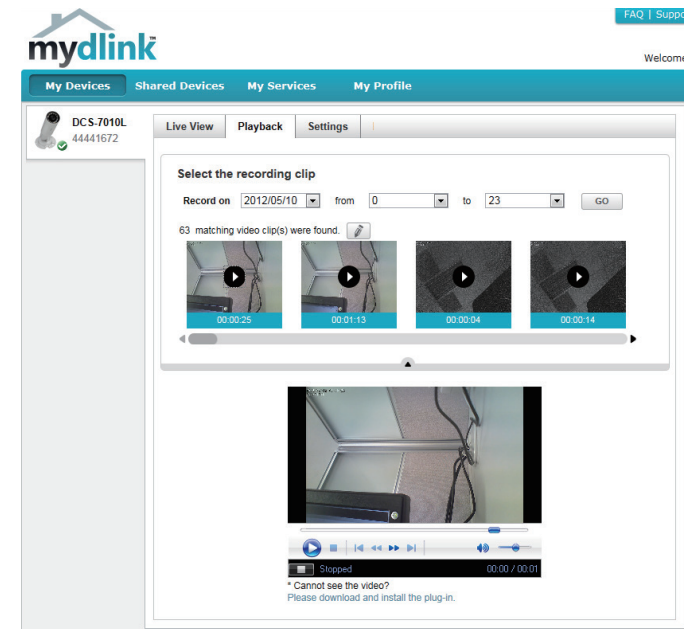 FAQ | Suppo
mydlink
Welcome
My Devices Shared Devices My Services My Profile
DCS-7010L
44441672
Live View Playback Settings
Select the recording clip
Record on 2012/05/10 from 0 to 23 GO
63 matching video clip(s) were found.
00:00:25 00:01:13 00:00:04 00:00:14
Stopped 00:00 / 00:01
* Cannot see the video?
Please download and install the plug-in.